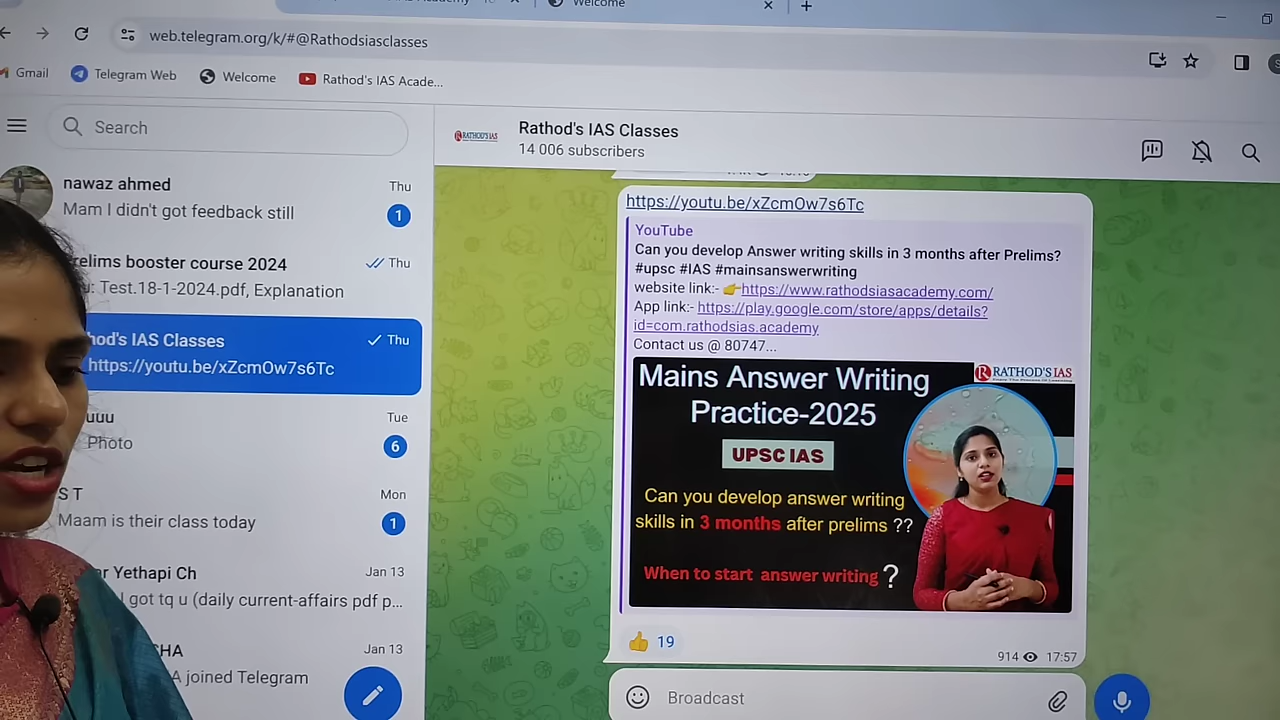 Welcome
web.telegram.org/k/#@Rathodsiasclasses
Gmail
Telegram Web
Welcome
Rathod's IAS Acade...
Search
nawaz ahmed
Thu
Mam I didn't got feedback still
1
relims booster course 2024
Thu
: Test.18-1-2024.pdf, Explanation
hod's IAS Classes
Thu
https://youtu.be/xZcmOw7s6Tc
uuu
Tue
Photo
6
S T
Mon
Maam is their class today
1
r Yethapi Ch
Jan 13
I got tq u (daily current-affairs pdf p...
HA
Jan 13
A joined Telegram
RATHOD'S IAS
Rathod's IAS Classes
14 006 subscribers
https://youtu.be/xZcmOw7s6Tc
YouTube
Can you develop Answer writing skills in 3 months after Prelims?
#upsc #IAS #mainsanswerwriting
website link:- 👉https://www.rathodsiasacademy.com/
App link:- https://play.google.com/store/apps/details?
id=com.rathodsias.academy
Contact us @ 80747...
Mains Answer Writing
Practice-2025
R RATHOD'S IAS
UPSC IAS
Can you develop answer writing
skills in 3 months after prelims ??
When to start answer writing ?
👍 19
914 17:57
Broadcast